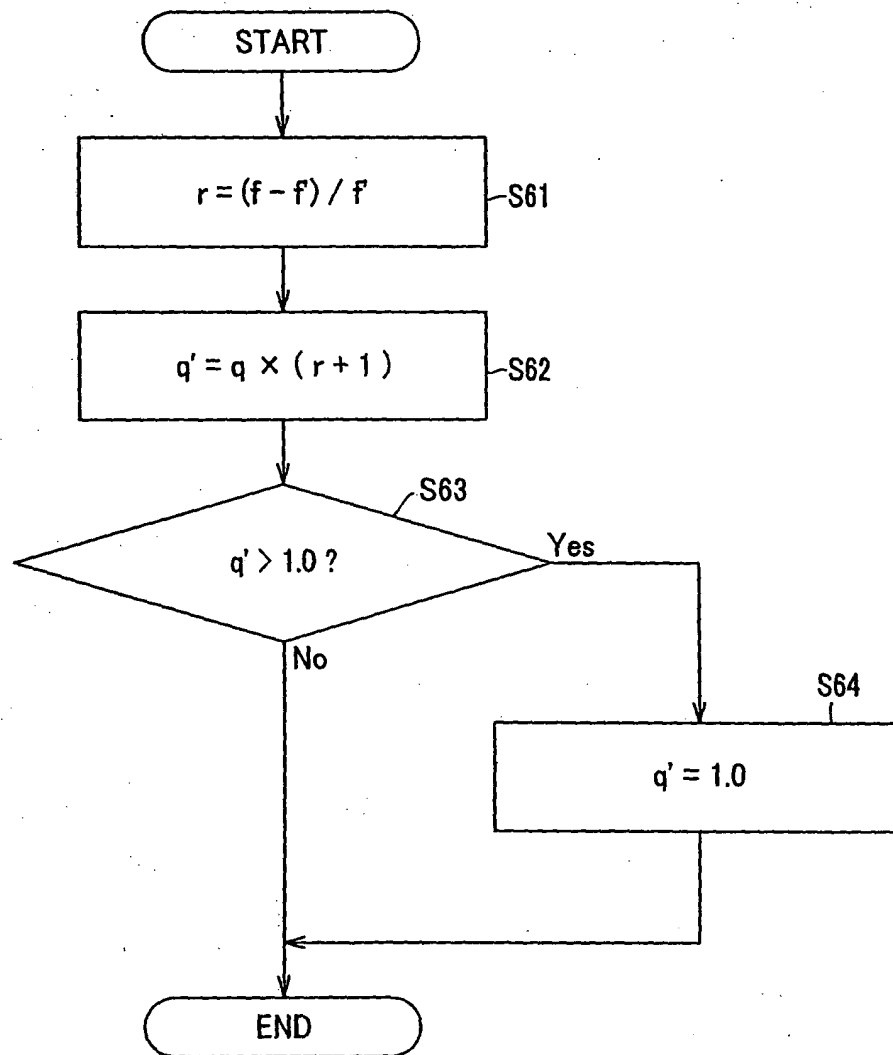 START
r = (f - f') / f'
S61
q' = q × ( r + 1 )
S62
S63
q' > 1.0 ?
Yes
No
S64
q' = 1.0
END